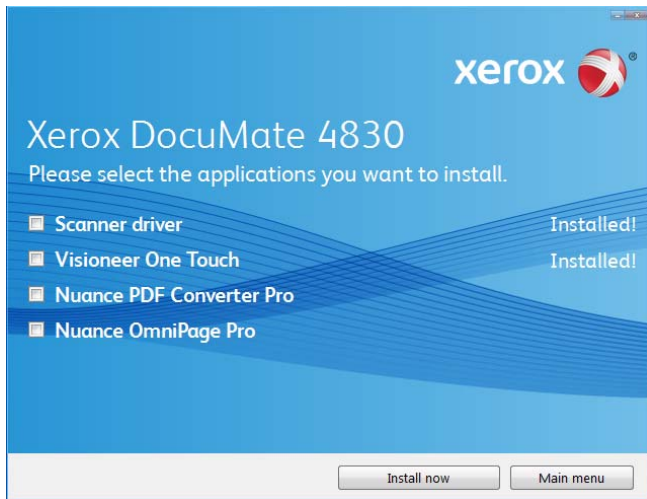 xerox
Xerox DocuMate 4830
Please select the applications you want to install.
Scanner driver Installed!
Visioneer One Touch Installed!
Nuance PDF Converter Pro
Nuance OmniPage Pro
Install now Main menu